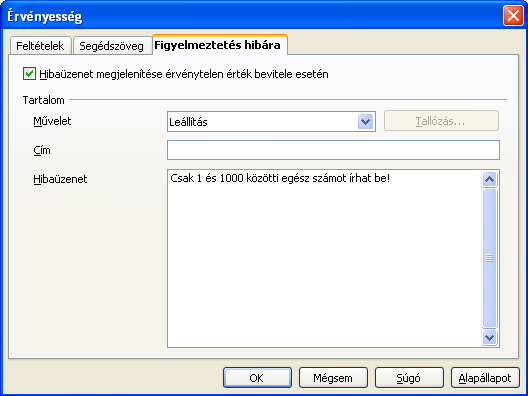 Érvényesség
Feltételek Segédszöveg Figyelmeztetés hibára
Hibaüzenet megjelenítése érvénytelen érték bevitele esetén
Tartalom
Művelet Leállítás Tallózás...
Cím
Hibaüzenet Csak 1 és 1000 közötti egész számot írhat be!
OK Mégsem Súgó Alapállapot